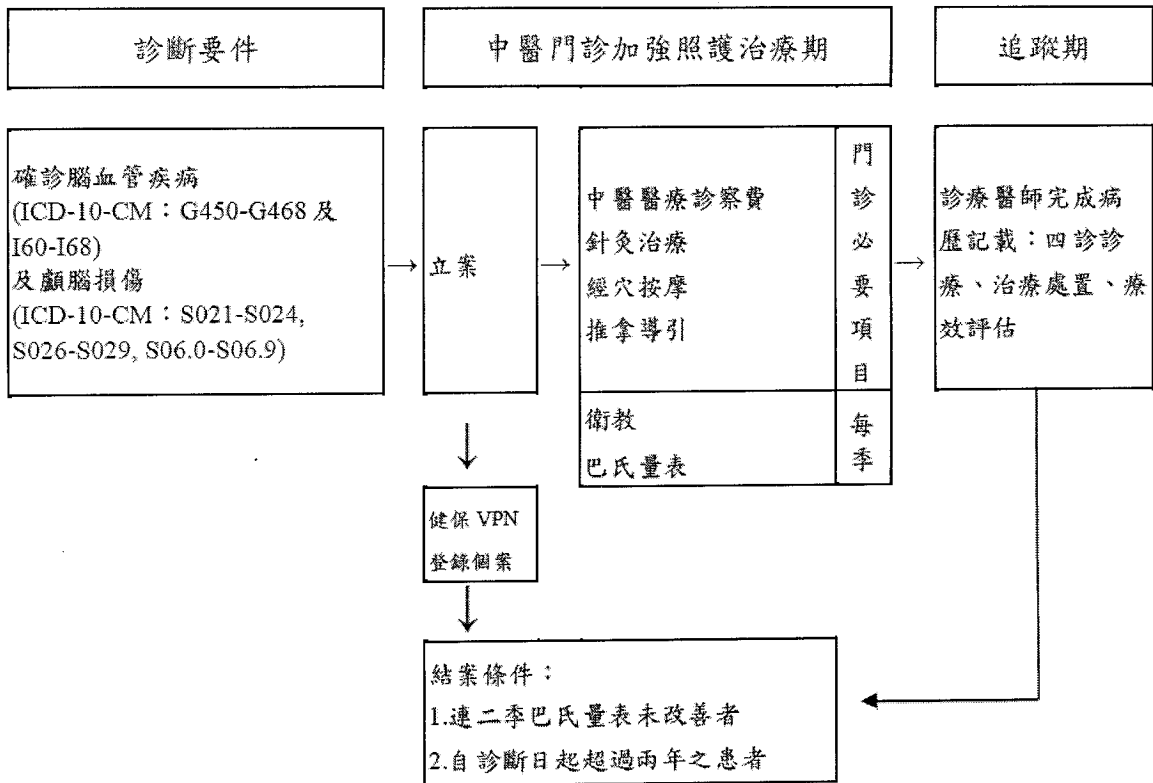 診斷要件
中醫門診加強照護治療期
追蹤期
確診腦血管疾病
(ICD-10-CM：G450-G468 及
I60-I68)
及顱腦損傷
(ICD-10-CM：S021-S024,
S026-S029, S06.0-S06.9)
→
立案
→
中醫醫療診察費
針灸治療
經穴按摩
推拿導引
門
診
必
要
項
目
→
診療醫師完成病
歷記載：四診診
療、治療處置、療
效評估
衛教
巴氏量表
每
季
健保 VPN
登錄個案
結案條件：
1.連二季巴氏量表未改善者
2.自診斷日起超過兩年之患者